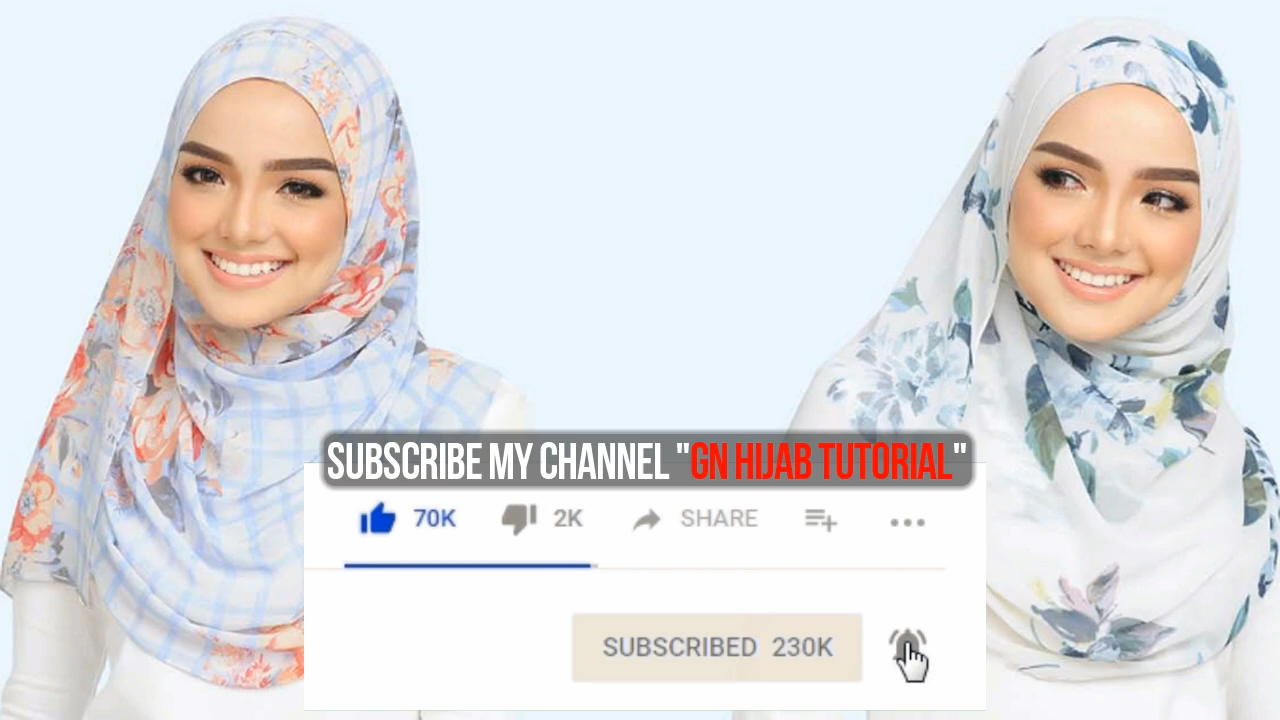 SUBSCRIBE MY CHANNEL "GN HIJAB TUTORIAL"
70K 2K SHARE
SUBSCRIBED 230K